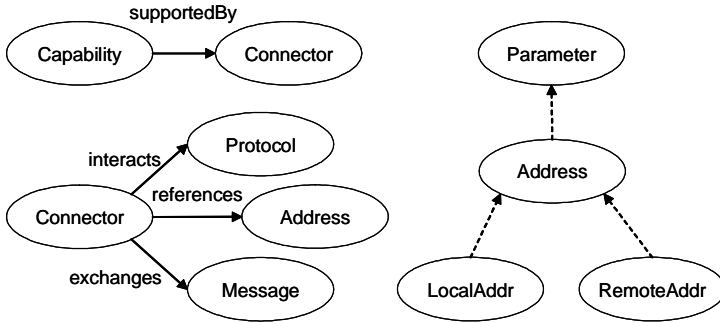 supportedBy
Capability
Connector
Parameter
interacts
Protocol
references
Connector
Address
Address
exchanges
Message
LocalAddr
RemoteAddr